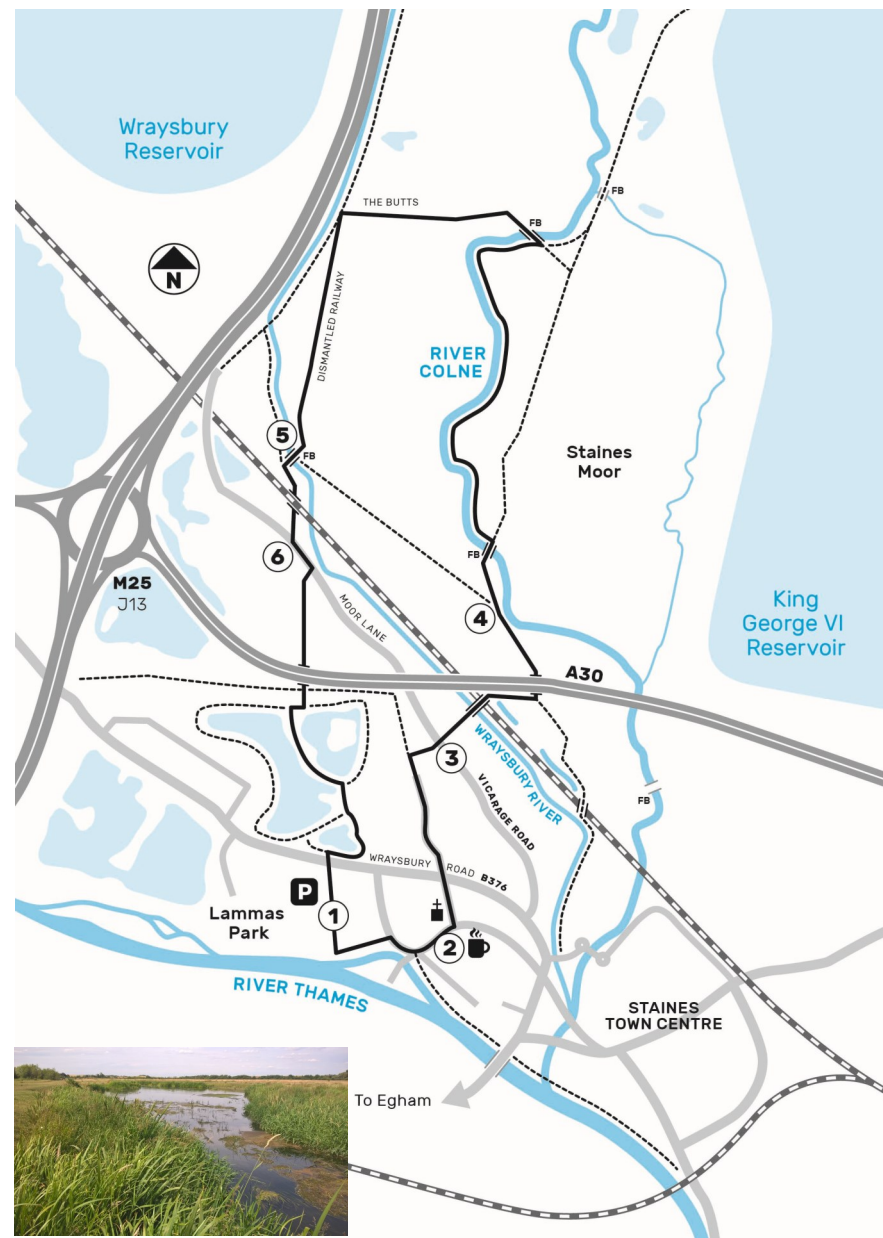 Wraysbury
Reservoir
THE BUTTS
FB
FB
N
DISMANTLED RAILWAY
RIVER
COLNE
5
FB
Staines
Moor
6
FB
M25
J13
MOOR LANE
4
King
George VI
Reservoir
A30
3
WRAYSBURY RIVER
VICARAGE ROAD
FB
WRAYSBURY ROAD B376
P
Lammas
Park
1
2
RIVER THAMES
STAINES
TOWN CENTRE
To Egham